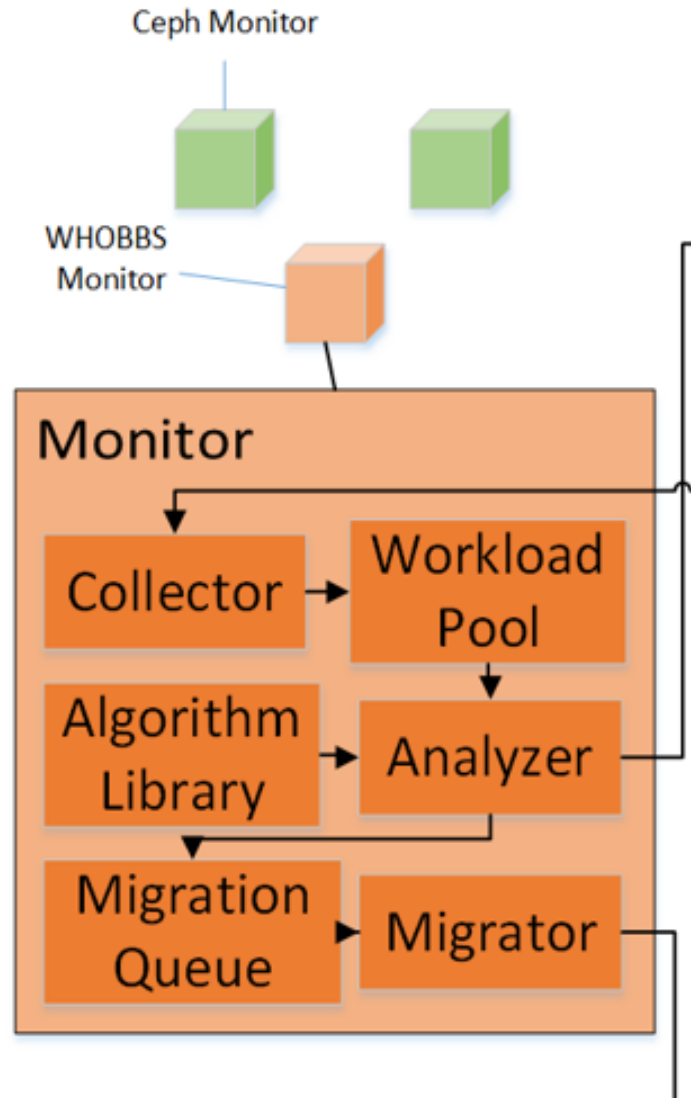 Ceph Monitor
WHOBBS
Monitor
Monitor
Collector
Workload
Pool
Algorithm
Library
Analyzer
Migration
Queue
Migrator